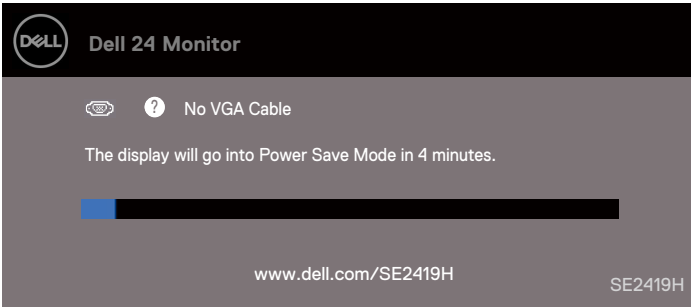 DELL
Dell 24 Monitor
? No VGA Cable
The display will go into Power Save Mode in 4 minutes.
www.dell.com/SE2419H
SE2419H